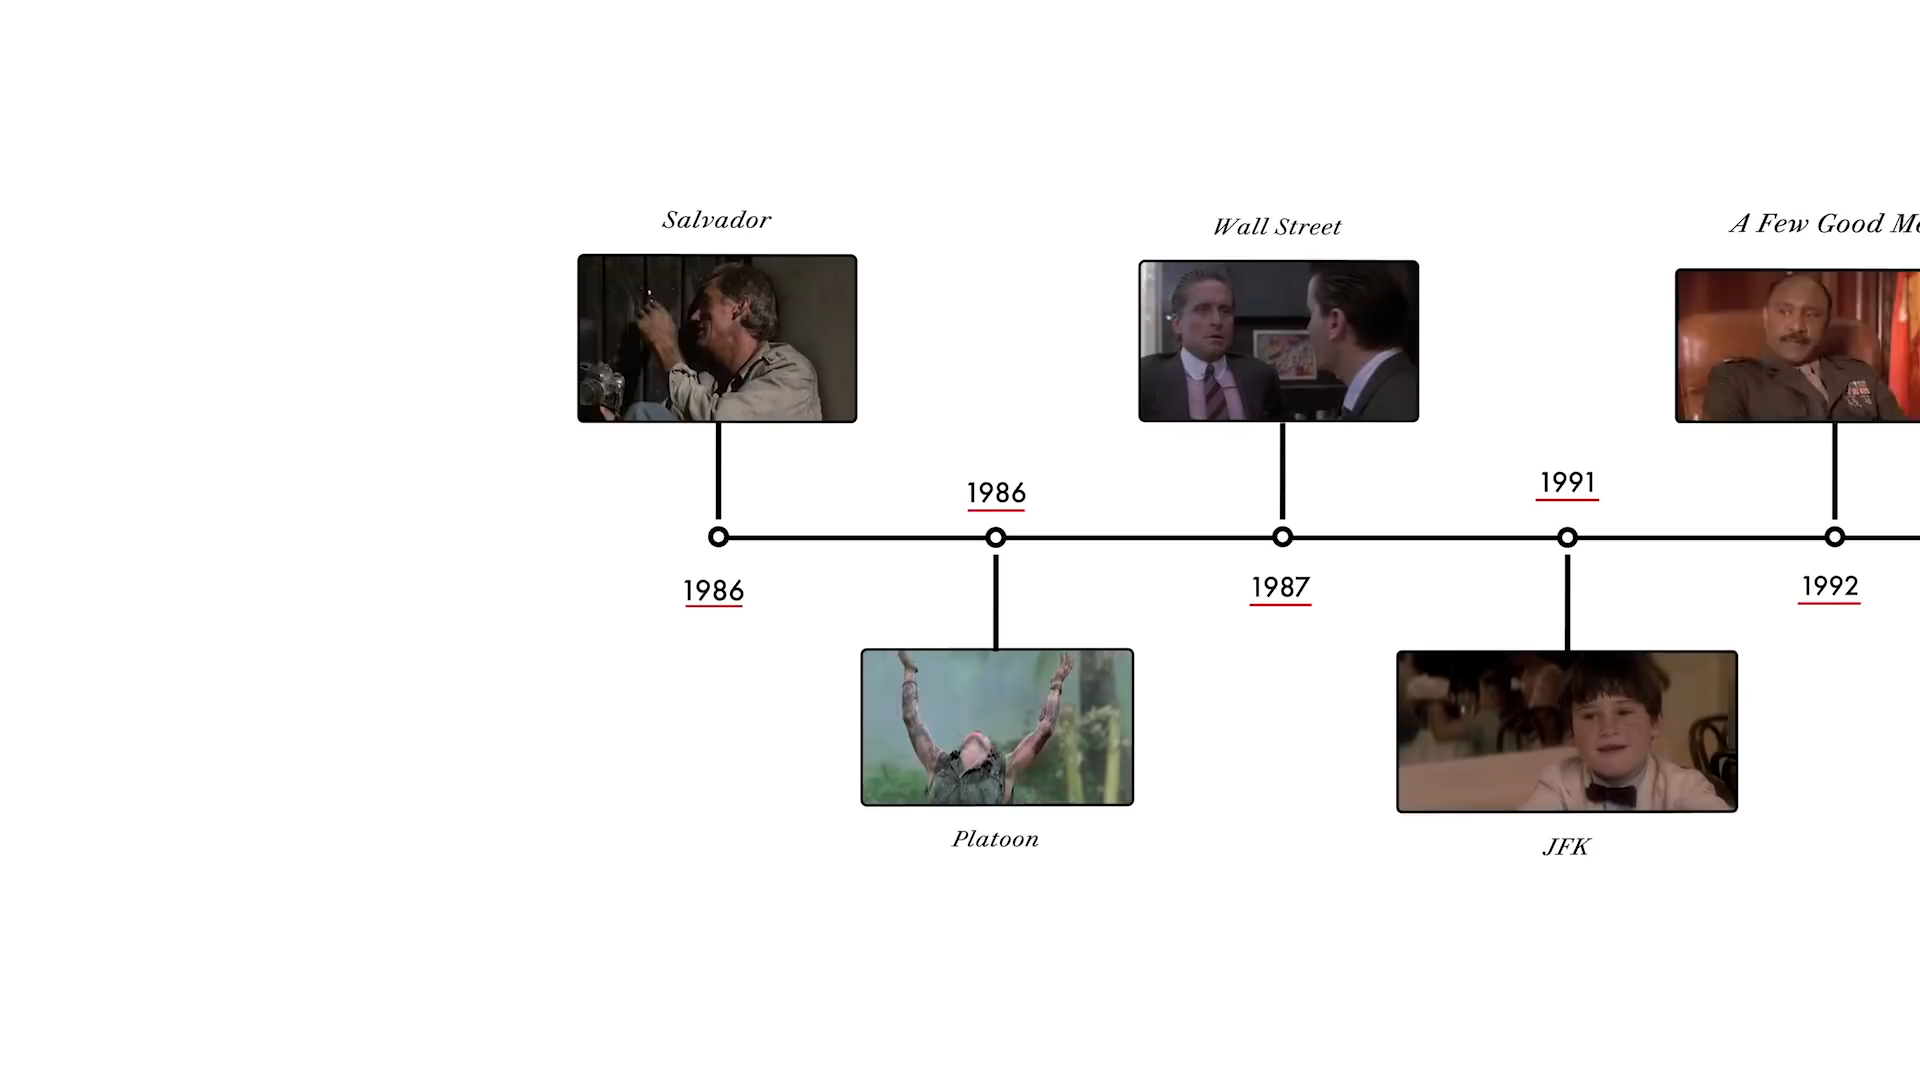 Salvador
Wall Street
A Few Good
1986
1991
1986
1987
1992
Platoon
JFK